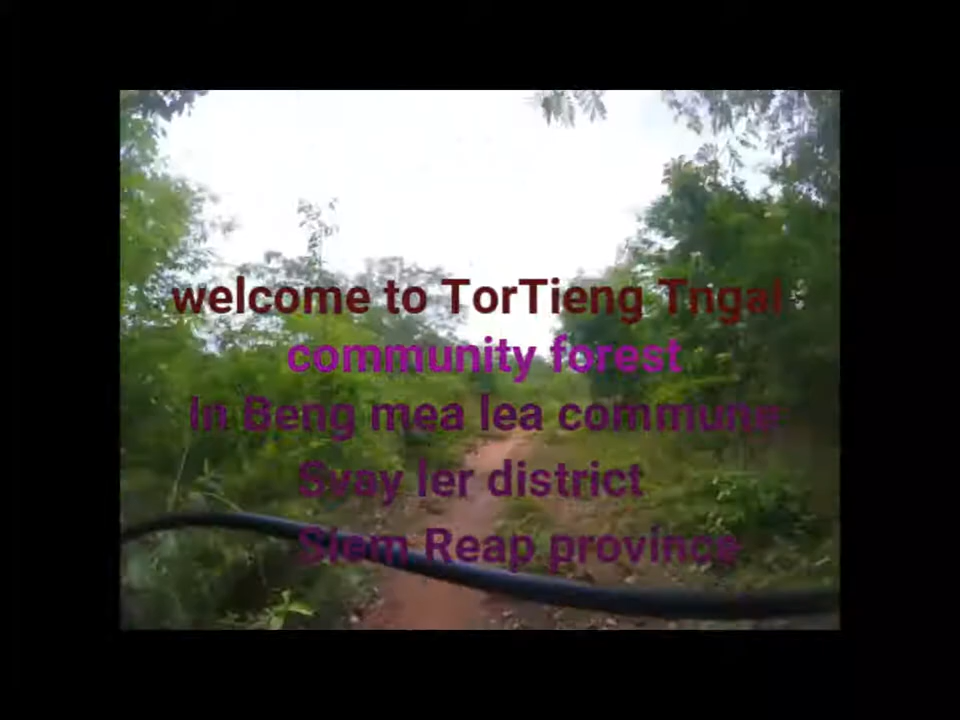 welcome to TorTieng Tngal
community forest
In Beng mea lea commune
Svay ler district
Siem Reap province